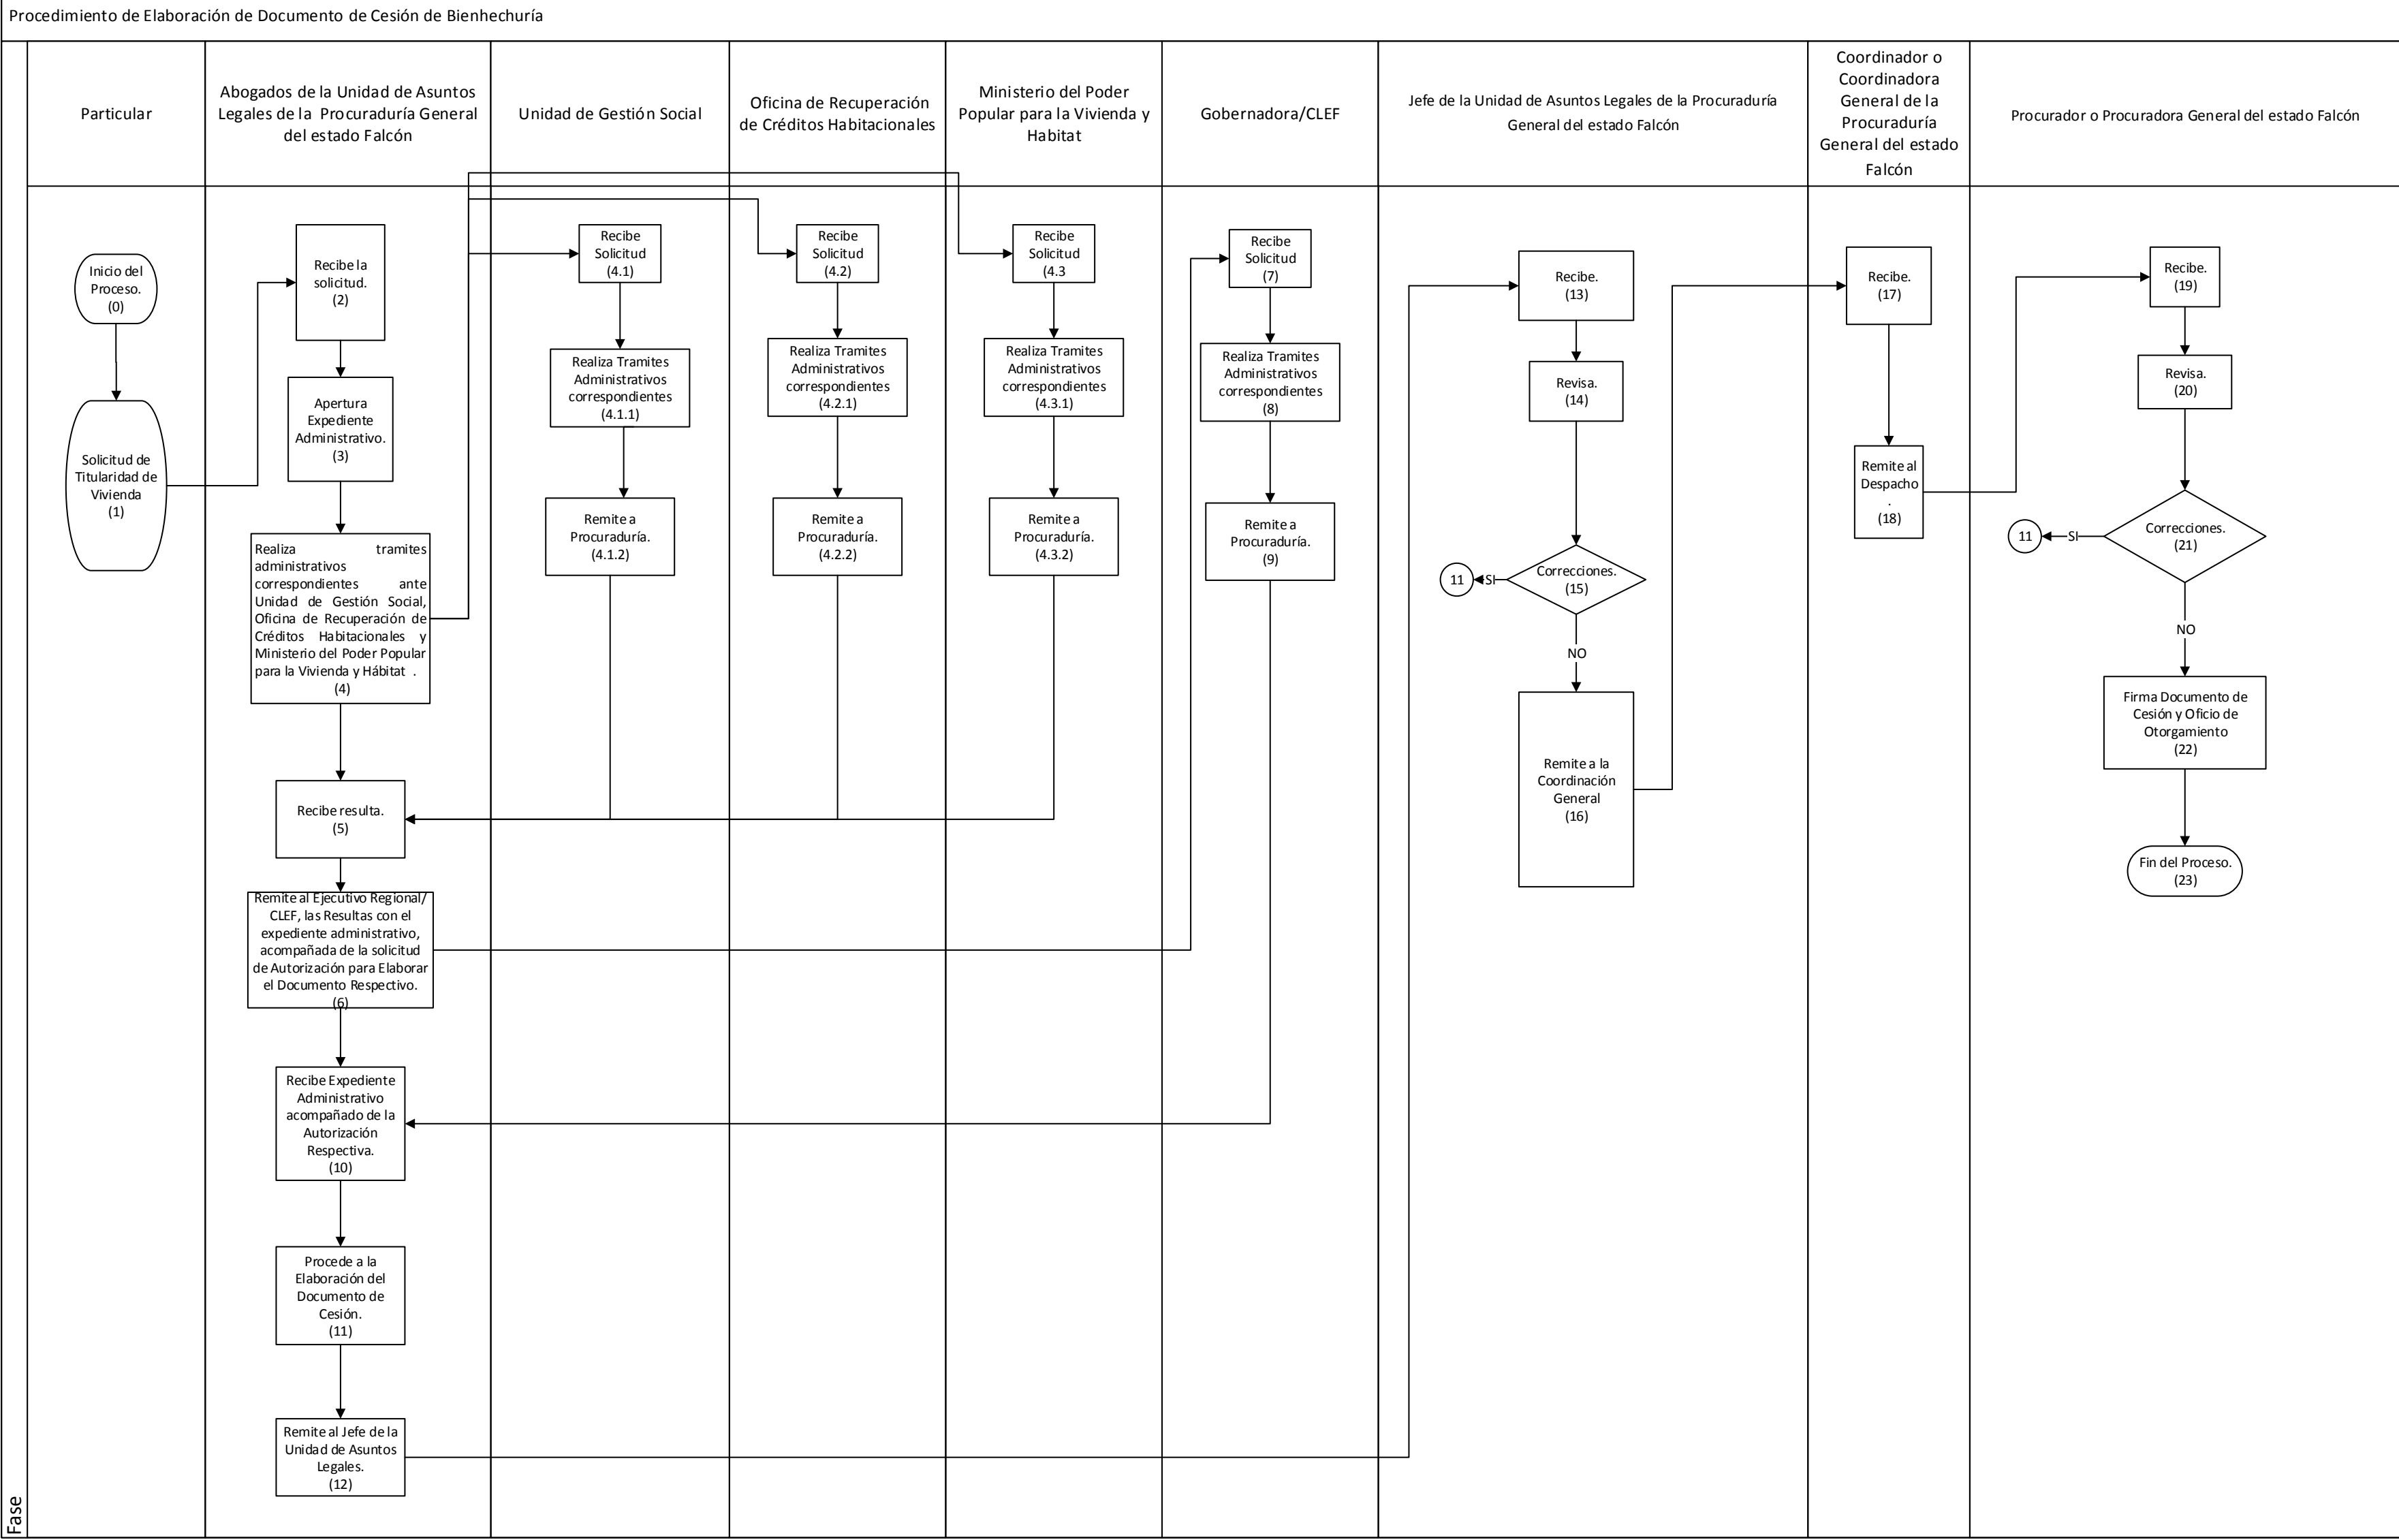 Procedimiento de Elaboración de Documento de Cesión de Bienhechuría
Fase
Particular
Abogados de la Unidad de Asuntos
Legales de la Procuraduría General
del estado Falcón
Unidad de Gestión Social
Oficina de Recuperación
de Créditos Habitacionales
Ministerio del Poder
Popular para la Vivienda y
Habitat
Gobernadora/CLEF
Jefe de la Unidad de Asuntos Legales de la Procuraduría
General del estado Falcón
Coordinador o
Coordinadora
General de la
Procuraduría
General del estado
Falcón
Procurador o Procuradora General del estado Falcón
Inicio del
Proceso.
(0)
Solicitud de
Titularidad de
Vivienda
(1)
Recibe la
solicitud.
(2)
Apertura
Expediente
Administrativo.
(3)
Realiza tramites
administrativos
correspondientes ante
Unidad de Gestión Social,
Oficina de Recuperación de
Créditos Habitacionales y
Ministerio del Poder Popular
para la Vivienda y Hábitat .
(4)
Recibe resulta.
(5)
Remite al Ejecutivo Regional/
CLEF, las Resultas con el
expediente administrativo,
acompañada de la solicitud
de Autorización para Elaborar
el Documento Respectivo.
(6)
Recibe Expediente
Administrativo
acompañado de la
Autorización
Respectiva.
(10)
Procede a la
Elaboración del
Documento de
Cesión.
(11)
Remite al Jefe de la
Unidad de Asuntos
Legales.
(12)
Recibe
Solicitud
(4.1)
Realiza Tramites
Administrativos
correspondientes
(4.1.1)
Remite a
Procuraduría.
(4.1.2)
Recibe
Solicitud
(4.2)
Realiza Tramites
Administrativos
correspondientes
(4.2.1)
Remite a
Procuraduría.
(4.2.2)
Recibe
Solicitud
(4.3
Realiza Tramites
Administrativos
correspondientes
(4.3.1)
Remite a
Procuraduría.
(4.3.2)
Recibe
Solicitud
(7)
Realiza Tramites
Administrativos
correspondientes
(8)
Remite a
Procuraduría.
(9)
Recibe.
(13)
Revisa.
(14)
Correcciones.
(15)
SI
11
NO
Remite a la
Coordinación
General
(16)
Recibe.
(17)
Remite al
Despacho
.
(18)
Recibe.
(19)
Revisa.
(20)
Correcciones.
(21)
SI
11
NO
Firma Documento de
Cesión y Oficio de
Otorgamiento
(22)
Fin del Proceso.
(23)